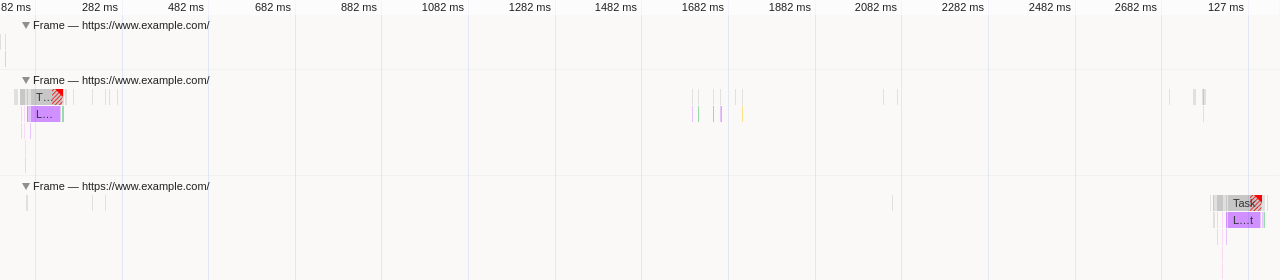 82 ms 282 ms 482 ms 682 ms 882 ms 1082 ms 1282 ms 1482 ms 1682 ms 1882 ms 2082 ms 2282 ms 2482 ms 2682 ms 127 ms
Frame — https://www.example.com/
Frame — https://www.example.com/
T...
L...
Frame — https://www.example.com/
Task
L...t